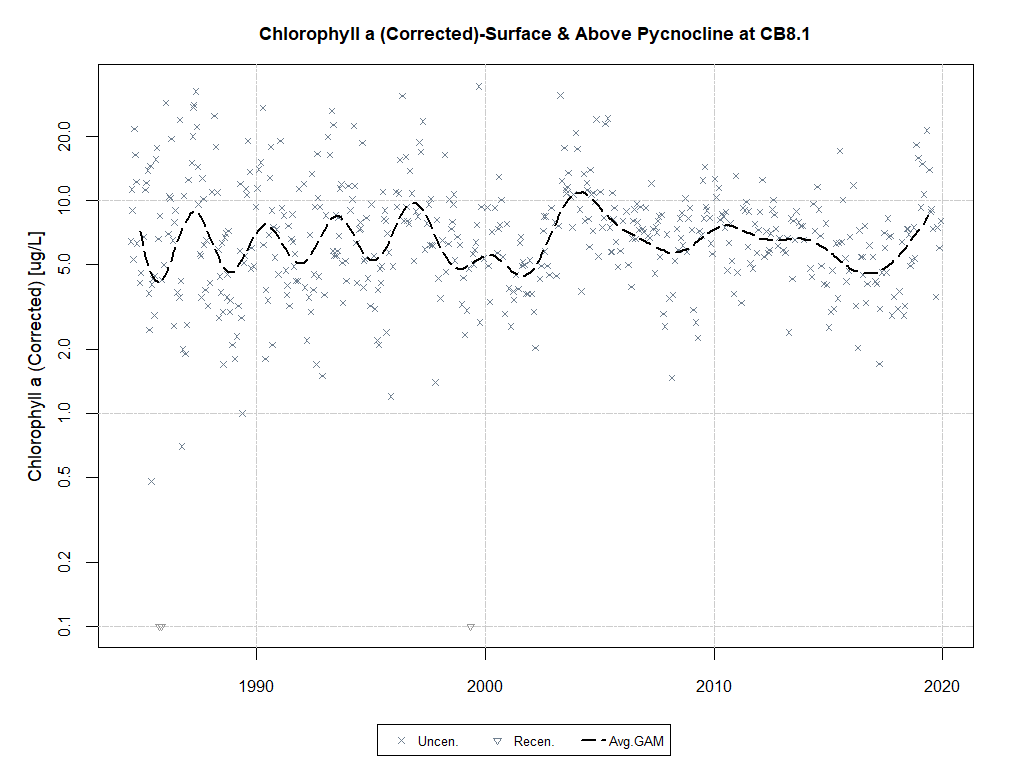 Chlorophyll a (Corrected)-Surface & Above Pycnocline at CB8.1
Chlorophyll a (Corrected) [ug/L]
20.0
10.0
5.0
2.0
1.0
0.5
0.2
0.1
1990 2000 2010 2020
Uncen. Recen. Avg.GAM